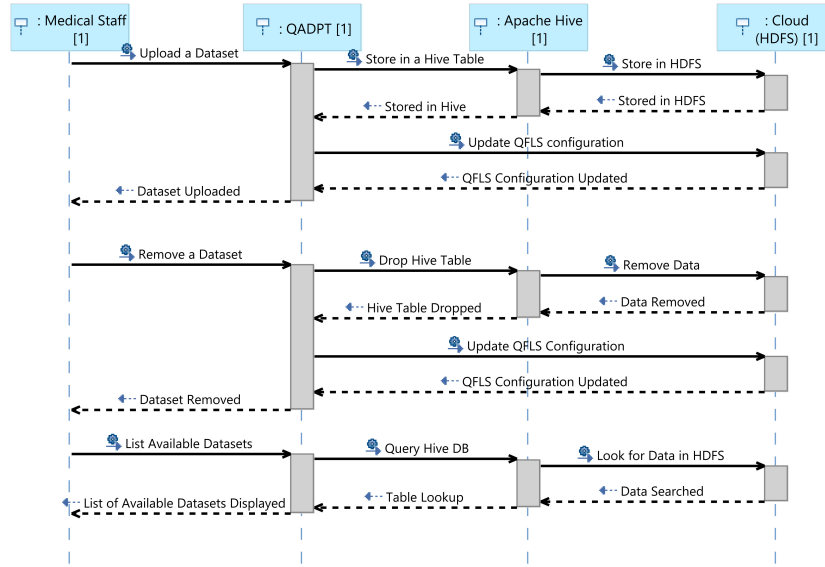 : Medical Staff
[1]
: QADPT [1]
: Apache Hive
[1]
: Cloud
(HDFS) [1]
Upload a Dataset
Store in a Hive Table
Store in HDFS
Stored in HDFS
Stored in Hive
Update QFLS configuration
QFLS Configuration Updated
Dataset Uploaded
Remove a Dataset
Drop Hive Table
Remove Data
Data Removed
Hive Table Dropped
Update QFLS Configuration
QFLS Configuration Updated
Dataset Removed
List Available Datasets
Query Hive DB
Look for Data in HDFS
Data Searched
Table Lookup
List of Available Datasets Displayed